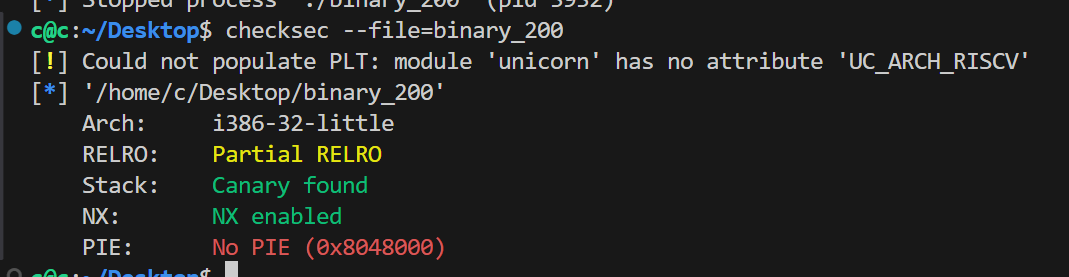 [*] Stopped process './binary_200' (pid 3932)
c@c:~/Desktop$ checksec --file=binary_200
[!] Could not populate PLT: module 'unicorn' has no attribute 'UC_ARCH_RISCV'
[*] '/home/c/Desktop/binary_200'
Arch: i386-32-little
RELRO: Partial RELRO
Stack: Canary found
NX: NX enabled
PIE: No PIE (0x8048000)
c@c:~/Desktop$